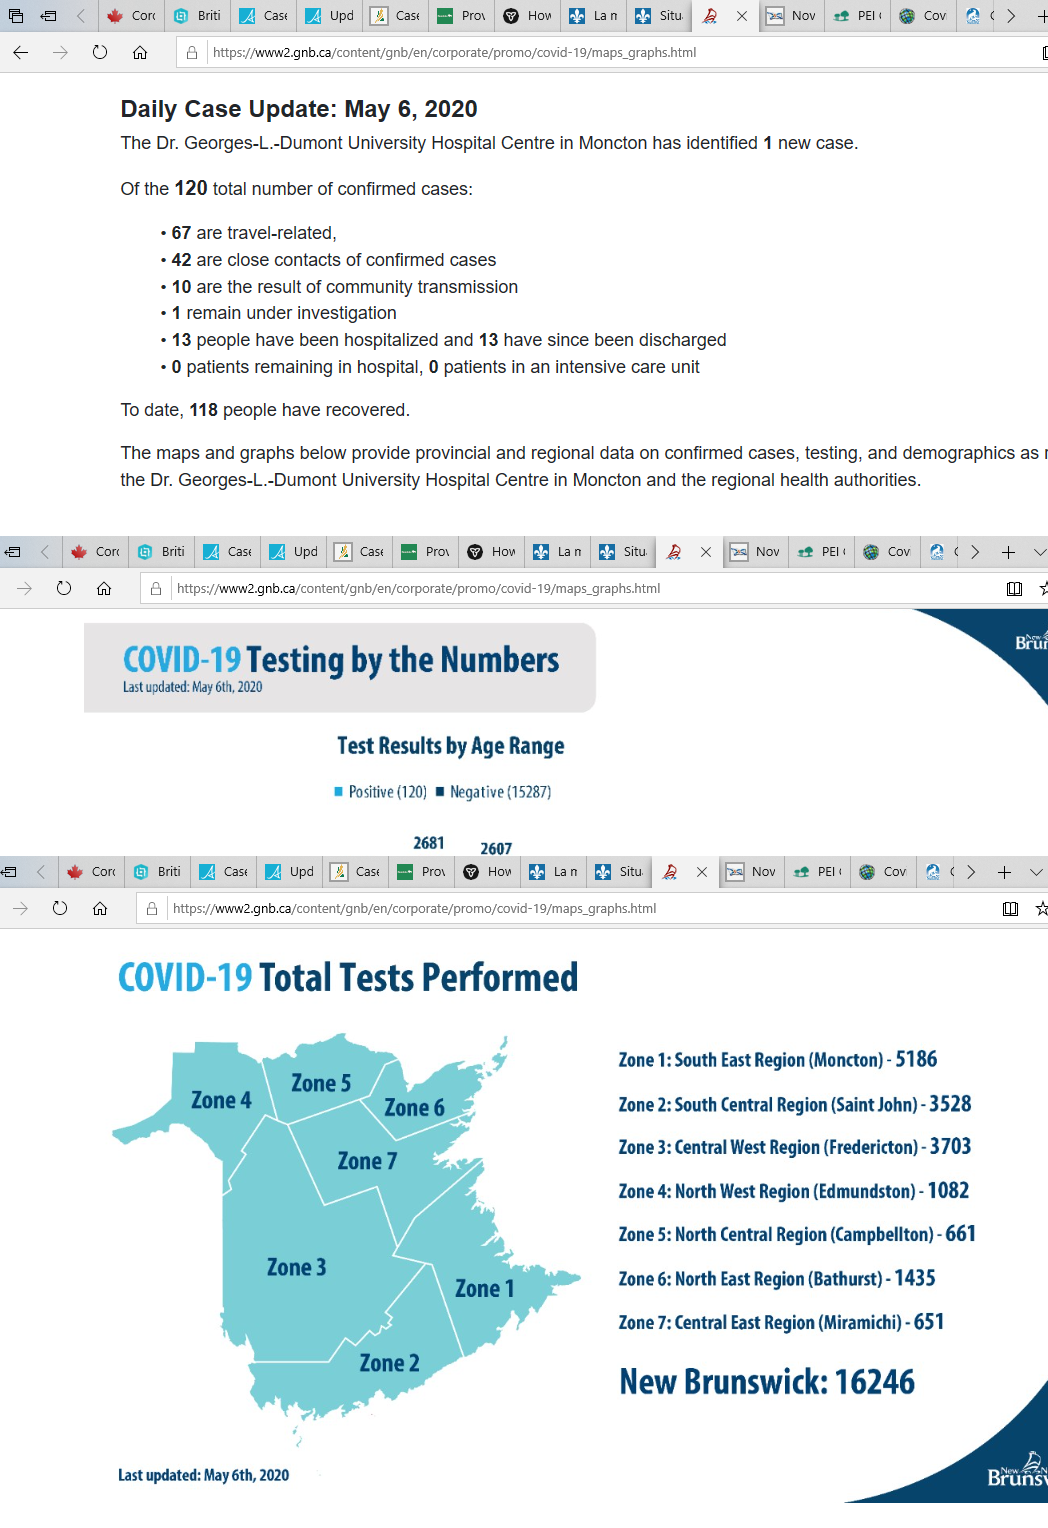 Corc
Briti
Case
Upd
Case
Prov
How
La n
Situ
Nov
PEI
Cov
https://www2.gnb.ca/content/gnb/en/corporate/promo/covid-19/maps_graphs.html
Daily Case Update: May 6, 2020
The Dr. Georges-L.-Dumont University Hospital Centre in Moncton has identified 1 new case.
Of the 120 total number of confirmed cases:
• 67 are travel-related,
• 42 are close contacts of confirmed cases
• 10 are the result of community transmission
• 1 remain under investigation
• 13 people have been hospitalized and 13 have since been discharged
• 0 patients remaining in hospital, 0 patients in an intensive care unit
To date, 118 people have recovered.
The maps and graphs below provide provincial and regional data on confirmed cases, testing, and demographics as
the Dr. Georges-L.-Dumont University Hospital Centre in Moncton and the regional health authorities.
Corc
Briti
Case
Upd
Case
Prov
How
La n
Situ
Nov
PEI
Cov
https://www2.gnb.ca/content/gnb/en/corporate/promo/covid-19/maps_graphs.html
COVID-19 Testing by the Numbers
Last updated: May 6th, 2020
New
Brun
Test Results by Age Range
Positive (120) Negative (15287)
2681
2607
Corc
Briti
Case
Upd
Case
Prov
How
La n
Situ
Nov
PEI
Cov
https://www2.gnb.ca/content/gnb/en/corporate/promo/covid-19/maps_graphs.html
COVID-19 Total Tests Performed
Zone 4
Zone 5
Zone 6
Zone 7
Zone 3
Zone 1
Zone 2
Zone 1: South East Region (Moncton) - 5186
Zone 2: South Central Region (Saint John) - 3528
Zone 3: Central West Region (Fredericton) - 3703
Zone 4: North West Region (Edmundston) - 1082
Zone 5: North Central Region (Campbellton) - 661
Zone 6: North East Region (Bathurst) - 1435
Zone 7: Central East Region (Miramichi) - 651
New Brunswick: 16246
Last updated: May 6th, 2020
New
Brunsw